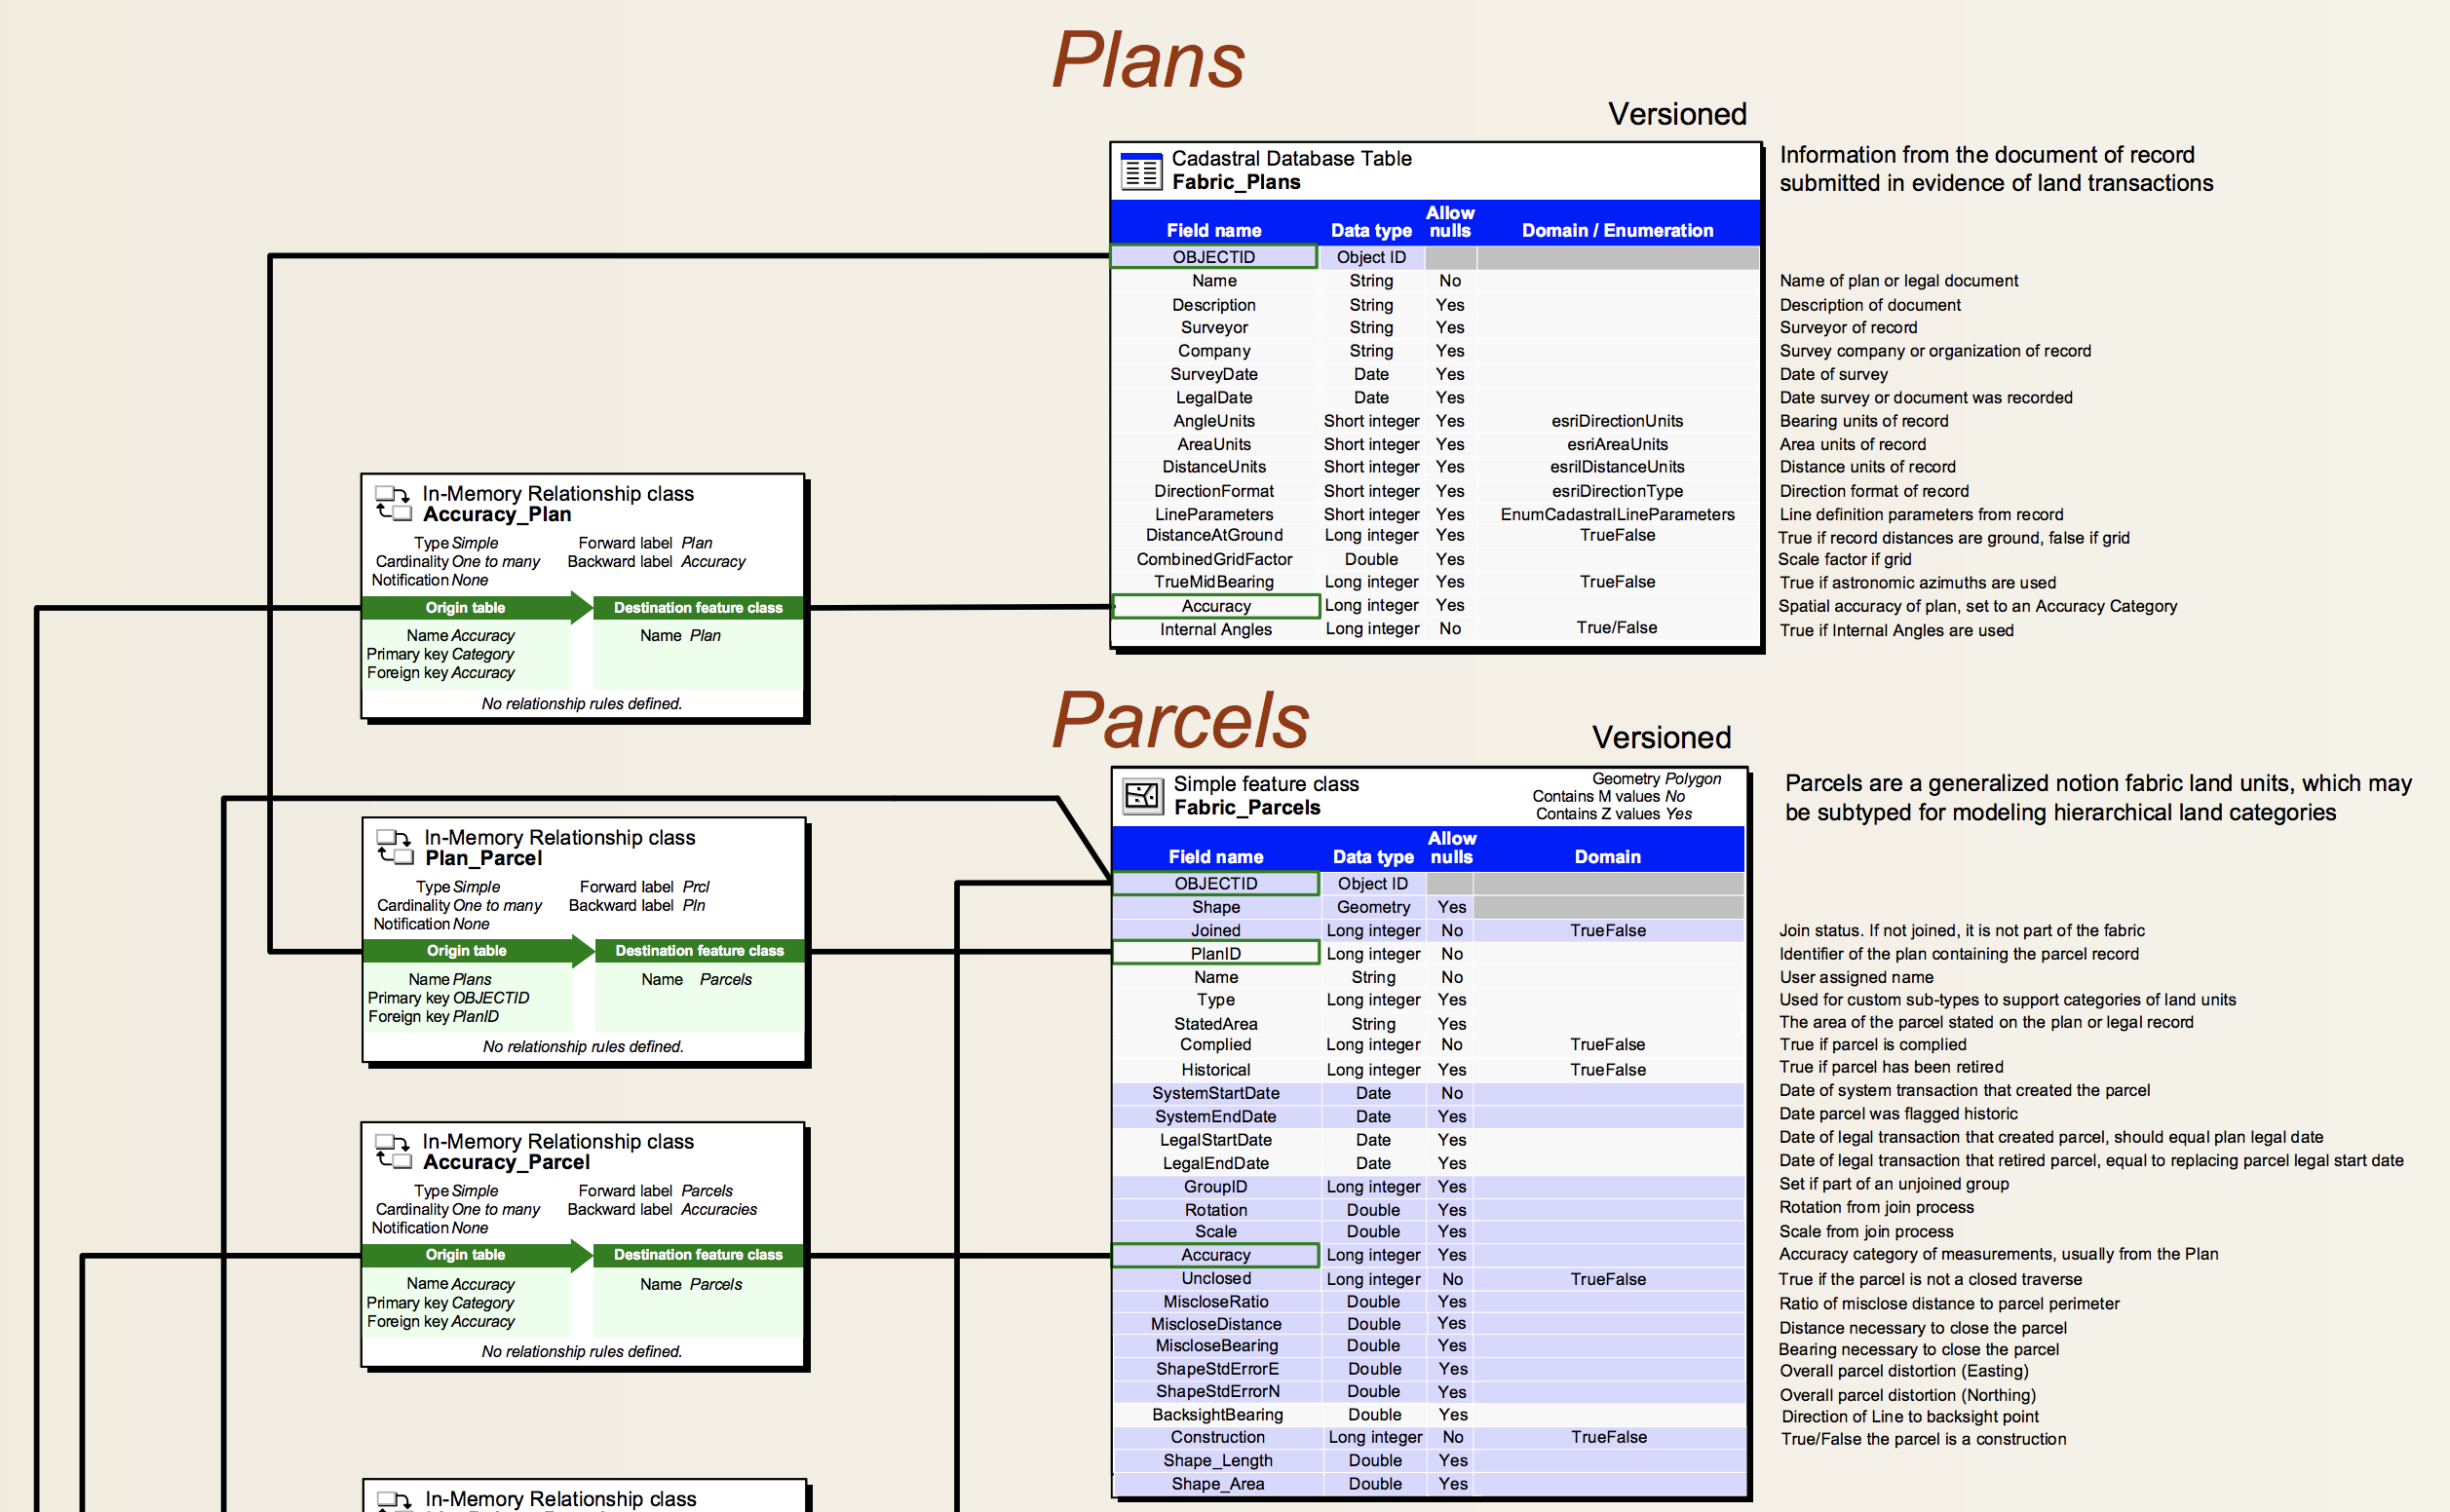 Plans
Versioned
Cadastral Database Table
Fabric_Plans
Information from the document of record
submitted in evidence of land transactions
Field name Data type Allow nulls Domain / Enumeration
OBJECTID Object ID
Name String No Name of plan or legal document
Description String Yes Description of document
Surveyor String Yes Surveyor of record
Company String Yes Survey company or organization of record
SurveyDate Date Yes Date of survey
LegalDate Date Yes Date survey or document was recorded
AngleUnits Short integer Yes esriDirectionUnits Bearing units of record
AreaUnits Short integer Yes esriAreaUnits Area units of record
DistanceUnits Short integer Yes esrilDistanceUnits Distance units of record
DirectionFormat Short integer Yes esriDirectionType Direction format of record
LineParameters Short integer Yes EnumCadastralLineParameters Line definition parameters from record
DistanceAtGround Long integer Yes TrueFalse True if record distances are ground, false if grid
CombinedGridFactor Double Yes Scale factor if grid
TrueMidBearing Long integer Yes TrueFalse True if astronomic azimuths are used
Accuracy Long integer Yes Spatial accuracy of plan, set to an Accuracy Category
Internal Angles Long integer No True/False True if Internal Angles are used
In-Memory Relationship class
Accuracy_Plan
Type Simple Forward label Plan
Cardinality One to many Backward label Accuracy
Notification None
Origin table Destination feature class
Name Accuracy Name Plan
Primary key Category
Foreign key Accuracy
No relationship rules defined.
Parcels
Versioned
Simple feature class
Fabric_Parcels
Geometry Polygon
Contains M values No
Contains Z values Yes
Parcels are a generalized notion fabric land units, which may
be subtyped for modeling hierarchical land categories
Field name Data type Allow nulls Domain
OBJECTID Object ID
Shape Geometry Yes
Joined Long integer No TrueFalse Join status. If not joined, it is not part of the fabric
PlanID Long integer No Identifier of the plan containing the parcel record
Name String No User assigned name
Type Long integer Yes Used for custom sub-types to support categories of land units
StatedArea String Yes The area of the parcel stated on the plan or legal record
Complied Long integer No TrueFalse True if parcel is complied
Historical Long integer Yes TrueFalse True if parcel has been retired
SystemStartDate Date No Date of system transaction that created the parcel
SystemEndDate Date Yes Date parcel was flagged historic
LegalStartDate Date Yes Date of legal transaction that created parcel, should equal plan legal date
LegalEndDate Date Yes Date of legal transaction that retired parcel, equal to replacing parcel legal start date
GroupID Long integer Yes Set if part of an unjoined group
Rotation Double Yes Rotation from join process
Scale Double Yes Scale from join process
Accuracy Long integer Yes Accuracy category of measurements, usually from the Plan
Unclosed Long integer No TrueFalse True if the parcel is not a closed traverse
MiscloseRatio Double Yes Ratio of misclose distance to parcel perimeter
MiscloseDistance Double Yes Distance necessary to close the parcel
MiscloseBearing Double Yes Bearing necessary to close the parcel
ShapeStdErrorE Double Yes Overall parcel distortion (Easting)
ShapeStdErrorN Double Yes Overall parcel distortion (Northing)
BacksightBearing Double Yes Direction of Line to backsight point
Construction Long integer No TrueFalse True/False the parcel is a construction
Shape_Length Double Yes
Shape_Area Double Yes
In-Memory Relationship class
Plan_Parcel
Type Simple Forward label Prcl
Cardinality One to many Backward label Pln
Notification None
Origin table Destination feature class
Name Plans Name Parcels
Primary key OBJECTID
Foreign key PlanID
No relationship rules defined.
In-Memory Relationship class
Accuracy_Parcel
Type Simple Forward label Parcels
Cardinality One to many Backward label Accuracies
Notification None
Origin table Destination feature class
Name Accuracy Name Parcels
Primary key Category
Foreign key Accuracy
No relationship rules defined.
In-Memory Relationship class